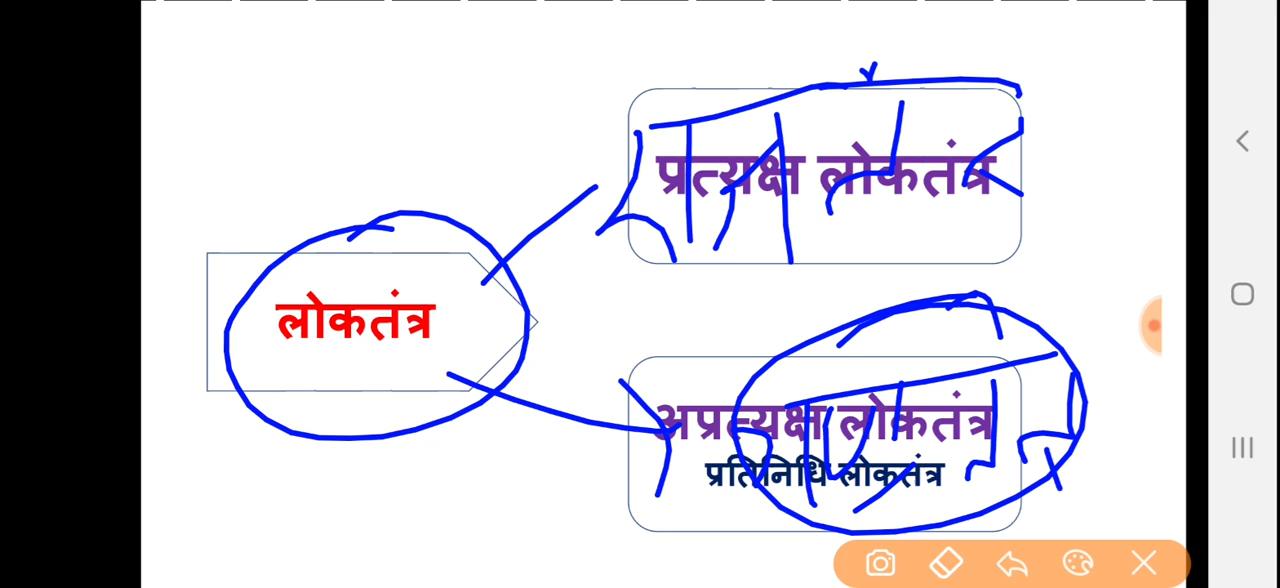 प्रत्यक्ष लोकतंत्र
लोकतंत्र
अप्रत्यक्ष लोकतंत्र
प्रतिनिधि लोकतंत्र